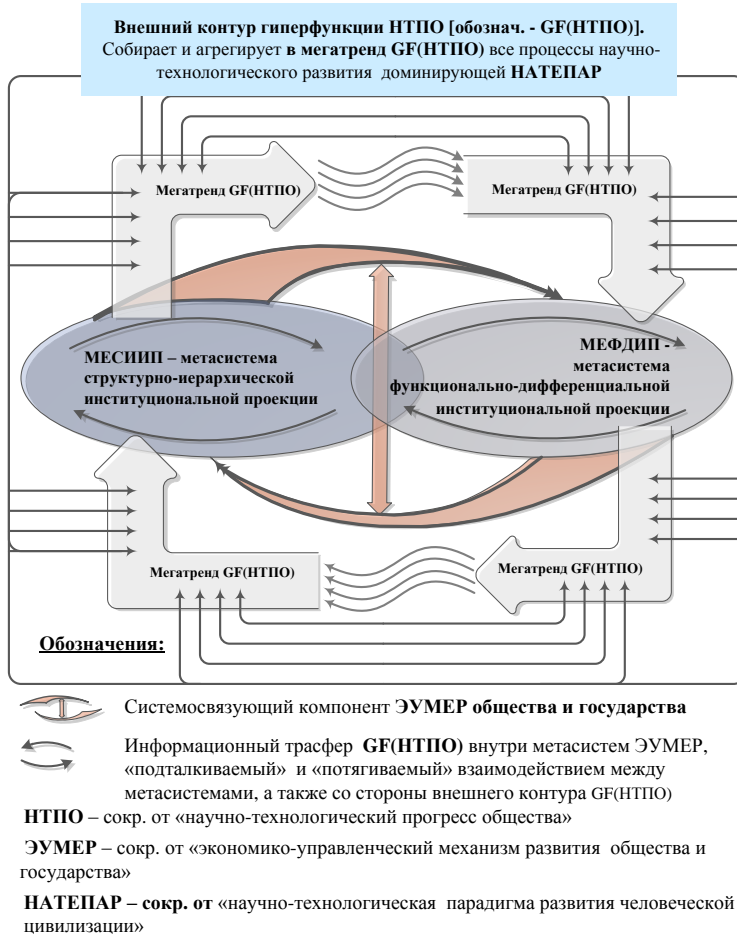 Внешний контур гиперфункции НТПО [обознач. - GF(НТПО)].
Собирает и агрегирует в мегатренд GF(НТПО) все процессы научно-
технологического развития доминирующей НАТЕПАР
Мегатренд GF(НТПО)
Мегатренд GF(НТПО)
МЕСИИП – метасистема
структурно-иерархической
институциональной проекции
МЕФДИП -
метасистема
функционально-дифференциальной
институциональной проекции
Мегатренд GF(НТПО)
Мегатренд GF(НТПО)
Обозначения:
Системосвязующий компонент ЭУМЕР общества и государства
Информационный трасфер GF(НТПО) внутри метасистем ЭУМЕР,
«подталкиваемый» и «потягиваемый» взаимодействием между
метасистемами, а также со стороны внешнего контура GF(НТПО)
НТПО – сокр. от «научно-технологический прогресс общества»
ЭУМЕР – сокр. от «экономико-управленческий механизм развития общества и
государства»
НАТЕПАР – сокр. от «научно-технологическая парадигма развития человеческой
цивилизации»